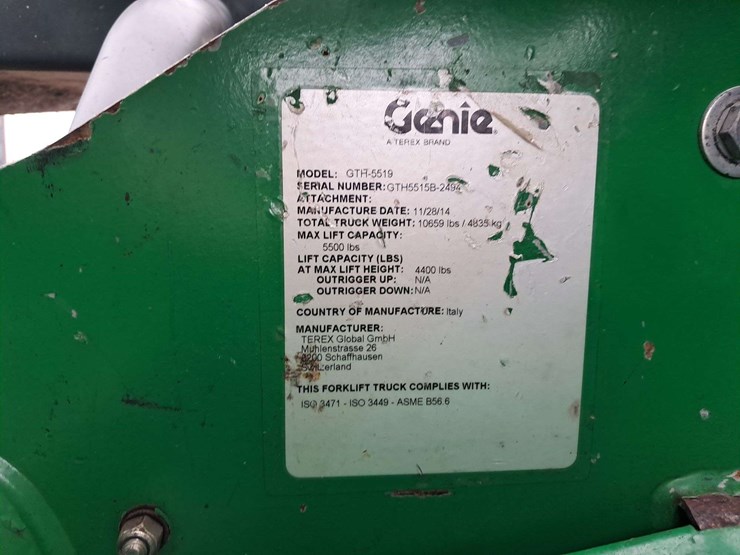 Genie
A TEREX BRAND
MODEL: GTH-5519
SERIAL NUMBER: GTH5515B-2494
ATTACHMENT:
MANUFACTURE DATE: 11/28/14
TOTAL TRUCK WEIGHT: 10659 lbs / 4835 kg
MAX LIFT CAPACITY:
5500 lbs
LIFT CAPACITY (LBS)
AT MAX LIFT HEIGHT: 4400 lbs
OUTRIGGER UP: N/A
OUTRIGGER DOWN: N/A
COUNTRY OF MANUFACTURE: Italy
MANUFACTURER:
TEREX Global GmbH
Muhlenstrasse 26
8200 Schaffhausen
Switzerland
THIS FORKLIFT TRUCK COMPLIES WITH:
ISO 3471 - ISO 3449 - ASME B56.6